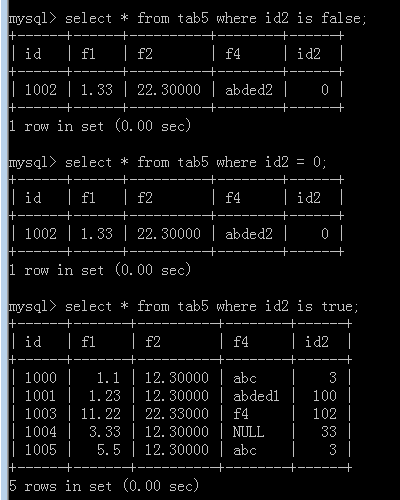 mysql> select * from tab5 where id2 is false;
+------+------+----------+--------+------+
| id   | f1   | f2       | f4     | id2  |
+------+------+----------+--------+------+
| 1002 | 1.33 | 22.30000 | abded2 |    0 |
+------+------+----------+--------+------+
1 row in set (0.00 sec)

mysql> select * from tab5 where id2 = 0;
+------+------+----------+--------+------+
| id   | f1   | f2       | f4     | id2  |
+------+------+----------+--------+------+
| 1002 | 1.33 | 22.30000 | abded2 |    0 |
+------+------+----------+--------+------+
1 row in set (0.00 sec)

mysql> select * from tab5 where id2 is true;
+------+-------+----------+--------+------+
| id   | f1    | f2       | f4     | id2  |
+------+-------+----------+--------+------+
| 1000 |   1.1 | 12.30000 | abc    |    3 |
| 1001 |  1.23 | 12.30000 | abded1 |  100 |
| 1003 | 11.22 | 22.33000 | f4     |  102 |
| 1004 |  3.33 | 12.30000 | NULL   |   33 |
| 1005 |   5.5 | 12.30000 | abc    |    3 |
+------+-------+----------+--------+------+
5 rows in set (0.00 sec)